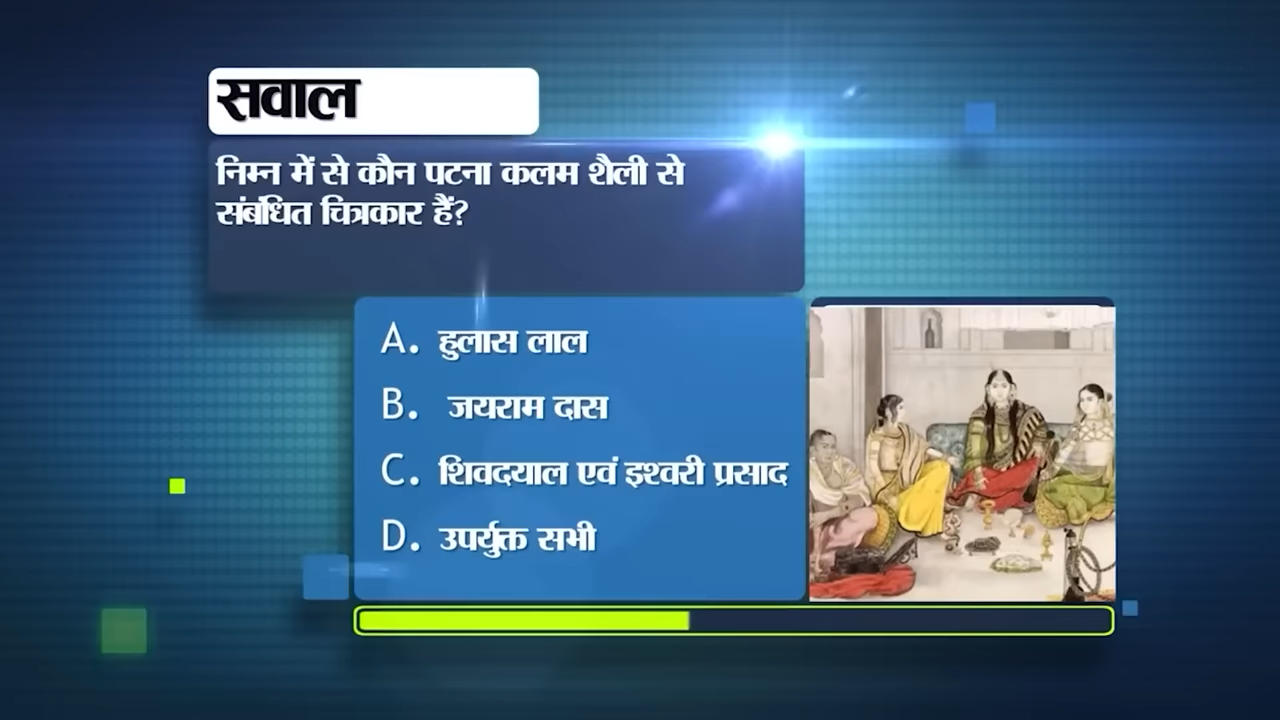 सवाल
निम्न में से कौन पटना कलम शैली से
संबंधित चित्रकार हैं?
A. हुलास लाल
B. जयराम दास
C. शिवदयाल एवं इश्वरी प्रसाद
D. उपर्युक्त सभी